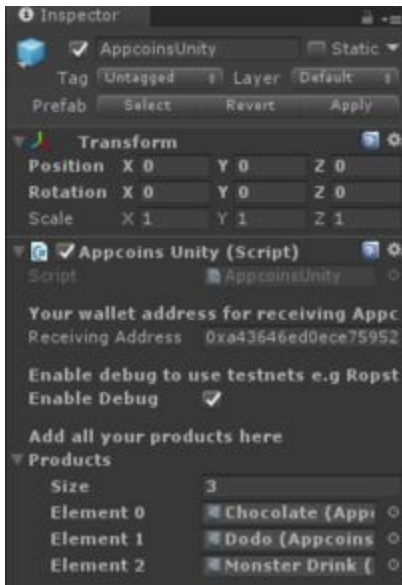 Inspector
AppcoinsUnity Static
Tag Untagged Layer Default
Prefab Select Revert Apply
Transform
Position X 0 Y 0 Z 0
Rotation X 0 Y 0 Z 0
Scale X 1 Y 1 Z 1
Appcoins Unity (Script)
Script AppcoinsUnity
Your wallet address for receiving Appc
Receiving Address 0xa43646ed0ece75952
Enable debug to use testnets e.g Ropst
Enable Debug
Add all your products here
Products
Size 3
Element 0 Chocolate (Appc
Element 1 Dodo (Appcoins
Element 2 Monster Drink (